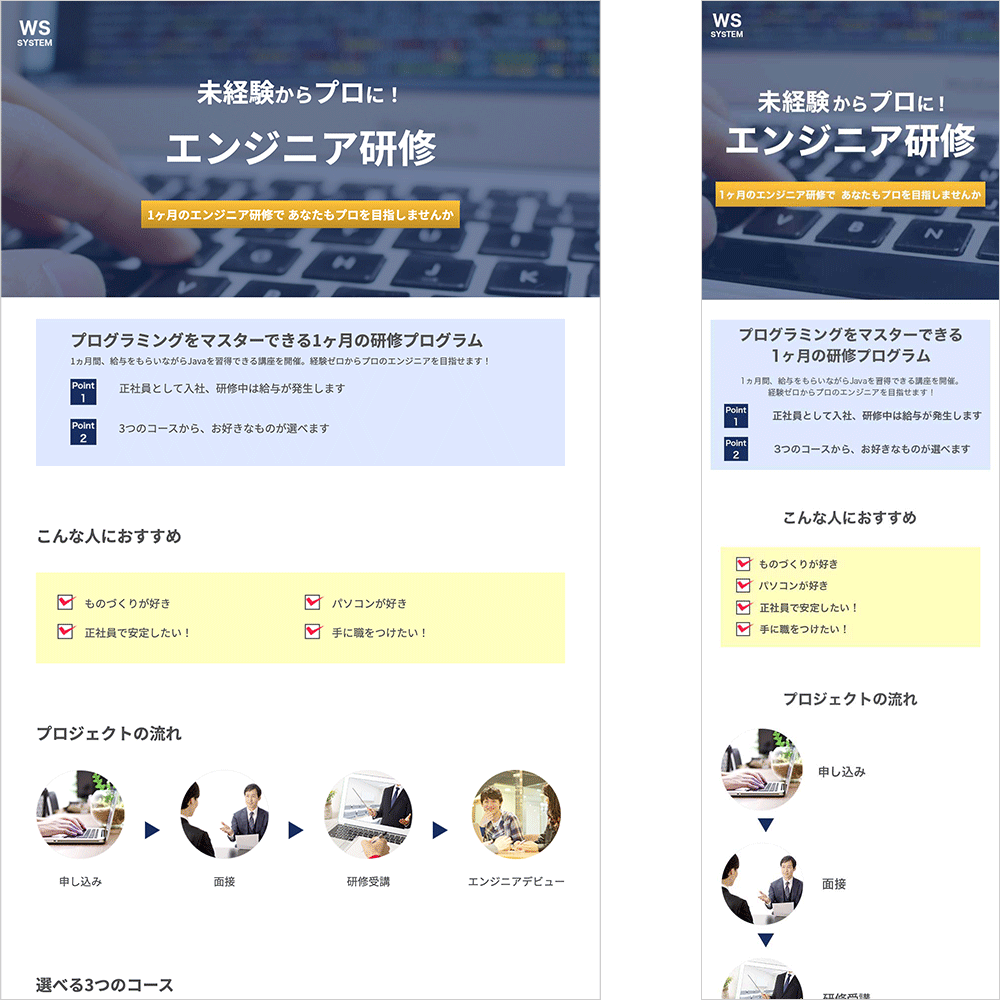 WS
SYSTEM
未経験からプロに！
エンジニア研修
1ヶ月のエンジニア研修で あなたもプロを目指しませんか
プログラミングをマスターできる1ヶ月の研修プログラム
1ヵ月間、給与をもらいながらJavaを習得できる講座を開催。経験ゼロからプロのエンジニアを目指せます！
Point
1
正社員として入社、研修中は給与が発生します
Point
2
3つのコースから、お好きなものが選べます
こんな人におすすめ
ものづくりが好き
パソコンが好き
正社員で安定したい！
手に職をつけたい！
プロジェクトの流れ
申し込み
面接
研修受講
エンジニアデビュー
選べる3つのコース
WS
SYSTEM
未経験からプロに！
エンジニア研修
1ヶ月のエンジニア研修で あなたもプロを目指しませんか
プログラミングをマスターできる
1ヶ月の研修プログラム
1ヵ月間、給与をもらいながらJavaを習得できる講座を開催。
経験ゼロからプロのエンジニアを目指せます！
Point
1
正社員として入社、研修中は給与が発生します
Point
2
3つのコースから、お好きなものが選べます
こんな人におすすめ
ものづくりが好き
パソコンが好き
正社員で安定したい！
手に職をつけたい！
プロジェクトの流れ
申し込み
面接
研修受講